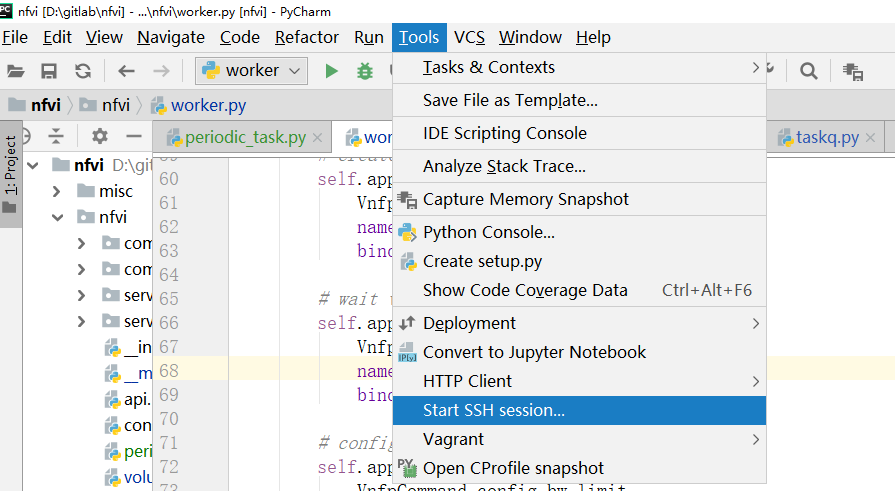 nfvi [D:\gitlab\nfvi] - ...\nfvi\worker.py [nfvi] - PyCharm
File Edit View Navigate Code Refactor Run Tools VCS Window Help
worker
nfvi nfvi worker.py
1: Project
periodic_task.py
wor
taskq.py
nfvi D:\git
misc
nfvi
com
com
serv
serv
__in
__m
api.
con
peri
volu
60 self.app
61 Vnfp
62 name
63 bind
64
65 # wait
66 self.app
67 Vnfp
68 name
69 bind
70
71 # config
72 self.app
73 VnfpCommand.config_bw_limit
Tasks & Contexts
Save File as Template...
IDE Scripting Console
Analyze Stack Trace...
Capture Memory Snapshot
Python Console...
Create setup.py
Show Code Coverage Data Ctrl+Alt+F6
Deployment
Convert to Jupyter Notebook
HTTP Client
Start SSH session...
Vagrant
Open CProfile snapshot